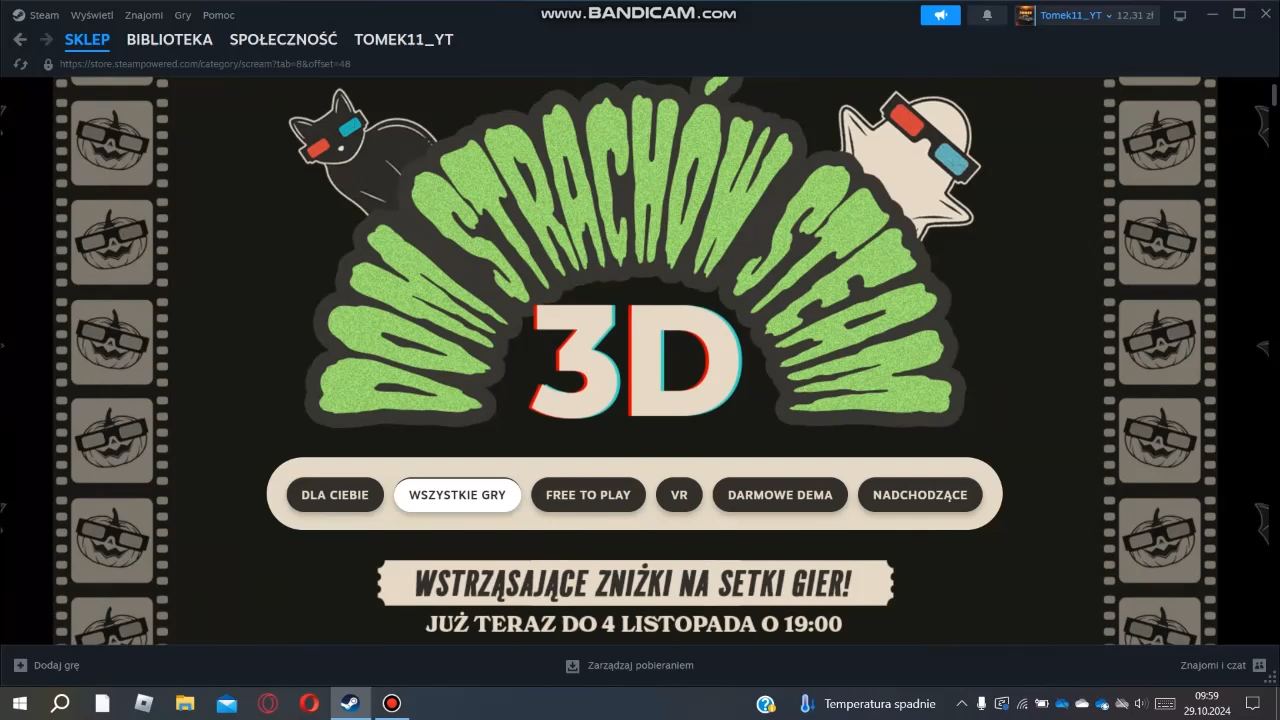 Steam Wyświetl Znajomi Gry Pomoc
www.BANDICAM.com
Tomek11_YT 12,31 zł
SKLEP BIBLIOTEKA SPOŁECZNOŚĆ TOMEK11_YT
https://store.steampowered.com/category/scream?tab=8&offset=48
DOM STRACHÓW STEAM
3D
DLA CIEBIE WSZYSTKIE GRY FREE TO PLAY VR DARMOWE DEMA NADCHODZĄCE
WSTRZĄSAJĄCE ZNIŻKI NA SETKI GIER!
JUŻ TERAZ DO 4 LISTOPADA O 19:00
Dodaj grę Zarządzaj pobieraniem Znajomi i czat
Temperatura spadnie 09:59
29.10.2024